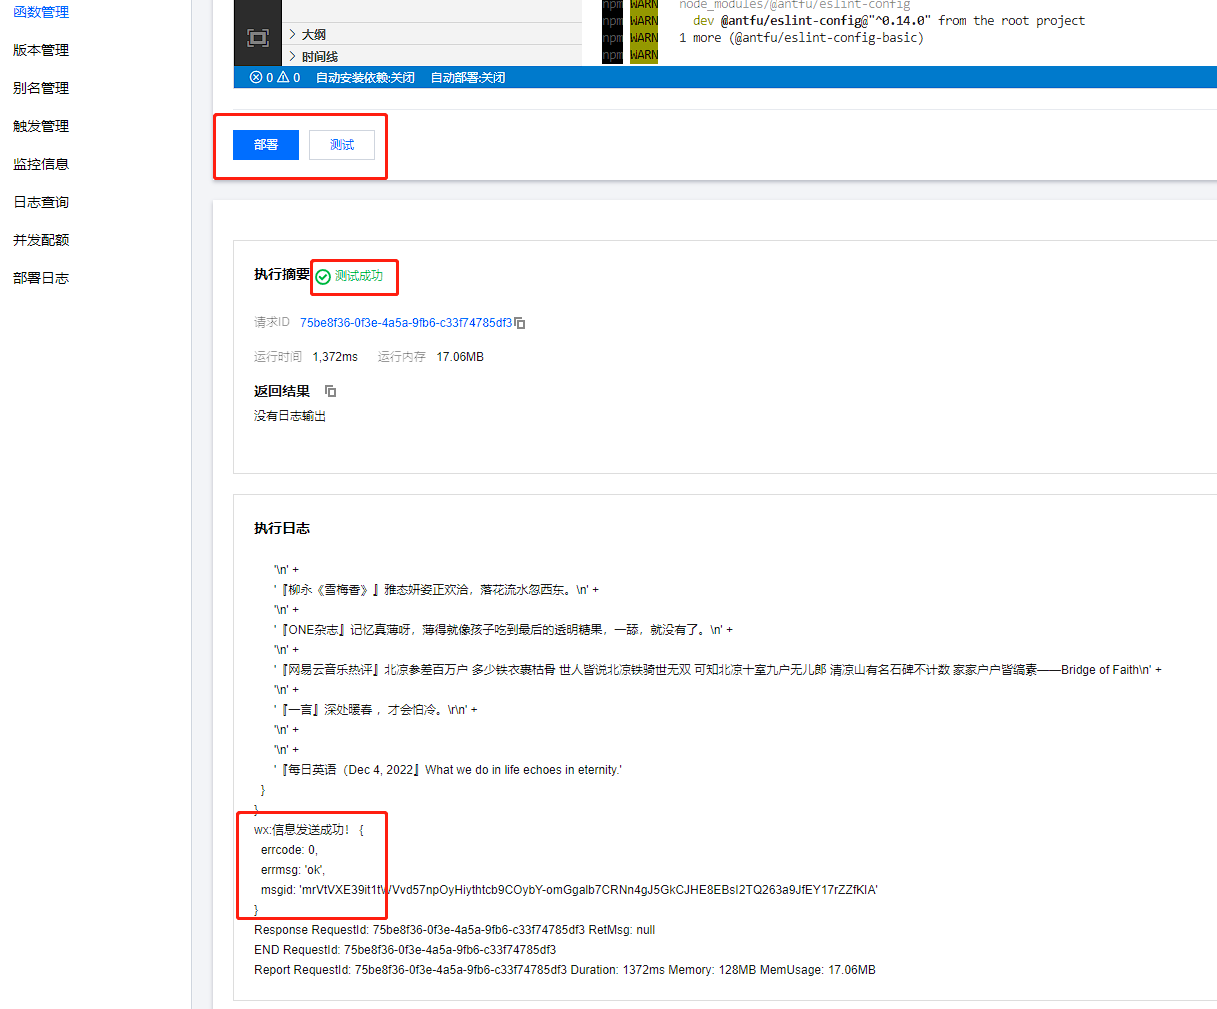 函数管理
版本管理
别名管理
触发管理
监控信息
日志查询
并发配额
部署日志
大纲
时间线
npm WARN node_modules/@antfu/eslint-config
npm WARN dev @antfu/eslint-config@"^0.14.0" from the root project
npm WARN 1 more (@antfu/eslint-config-basic)
npm WARN
0 0 自动安装依赖:关闭 自动部署:关闭
部署 测试
执行摘要 测试成功
请求ID 75be8f36-0f3e-4a5a-9fb6-c33f74785df3
运行时间 1,372ms 运行内存 17.06MB
返回结果
没有日志输出
执行日志
'\n' +
'『柳永《雪梅香》』雅态妍姿正欢洽，落花流水忽西东。\n' +
'\n' +
'『ONE杂志』记忆真薄呀，薄得就像孩子吃到最后的透明糖果，一舔，就没有了。\n' +
'\n' +
'『网易云音乐热评』北凉参差百万户 多少铁衣裹枯骨 世人皆说北凉铁骑世无双 可知北凉十室九户无儿郎 清凉山有名石碑不计数 家家户户皆缟素——Bridge of Faith\n' +
'\n' +
'『一言』深处暖春 ，才会怕冷。\r\n' +
'\n' +
'\n' +
'『每日英语（Dec 4, 2022』What we do in life echoes in eternity.'
}
}
wx:信息发送成功！ {
errcode: 0,
errmsg: 'ok',
msgid: 'mrVtVXE39it1tWVvd57npOyHiythtcb9COybY-omGgalb7CRNn4gJ5GkCJHE8EBsI2TQ263a9JfEY17rZZfKIA'
}
Response RequestId: 75be8f36-0f3e-4a5a-9fb6-c33f74785df3 RetMsg: null
END RequestId: 75be8f36-0f3e-4a5a-9fb6-c33f74785df3
Report RequestId: 75be8f36-0f3e-4a5a-9fb6-c33f74785df3 Duration: 1372ms Memory: 128MB MemUsage: 17.06MB